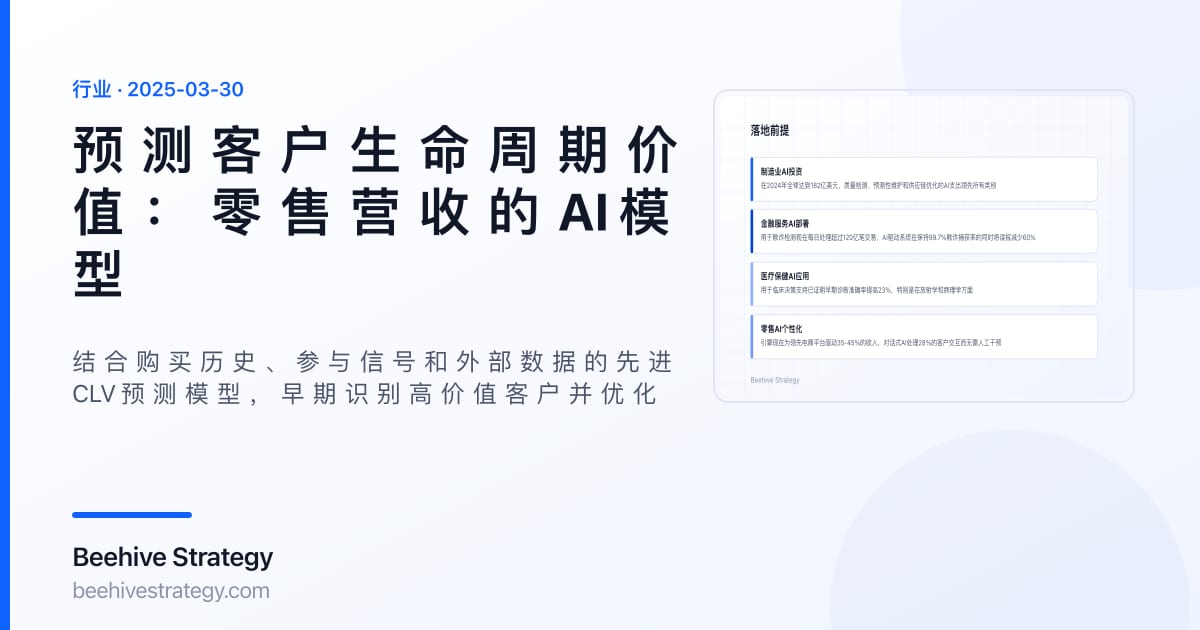 行业 · 2025-03-30
预测客户生命周期价
值：零售营收的AI模
型
结合购买历史、参与信号和外部数据的先进
CLV预测模型，早期识别高价值客户并优化
Beehive Strategy
beehivestrategy.com
落地前提
制造业AI投资
在2024年全球达到182亿美元，质量检测、预测性维护和供应链优化的AI支出领先所有类别
金融服务AI部署
用于欺诈检测现在每日处理超过120亿笔交易，AI驱动系统在保持99.7%欺诈捕获率的同时将误报减少60%
医疗保健AI应用
用于临床决策支持已证明早期诊断准确率提高23%，特别是在放射学和病理学方面
零售AI个性化
引擎现在为领先电商平台驱动35-45%的收入，对话式AI处理28%的客户交互而无需人工干预
Beehive Strategy